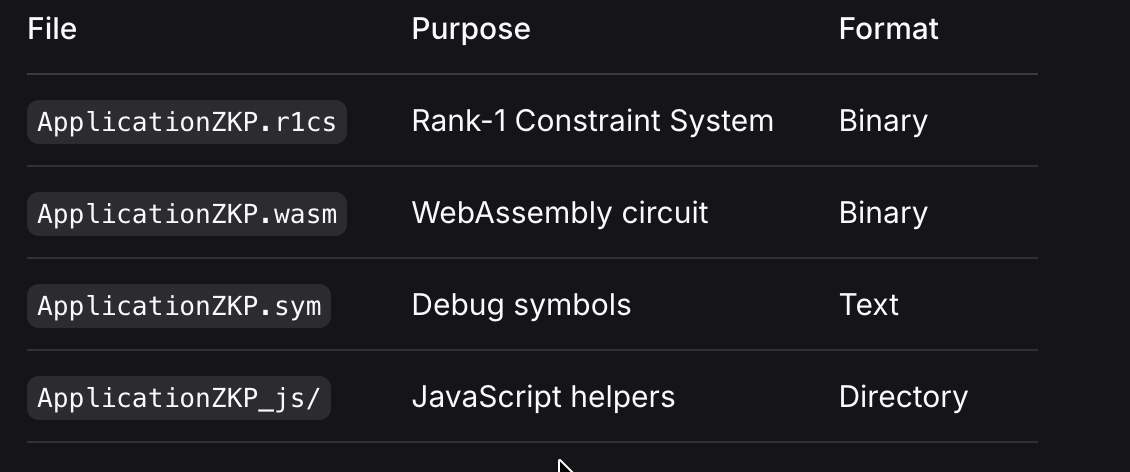 File Purpose Format
ApplicationZKP.r1cs Rank-1 Constraint System Binary
ApplicationZKP.wasm WebAssembly circuit Binary
ApplicationZKP.sym Debug symbols Text
ApplicationZKP_js/ JavaScript helpers Directory